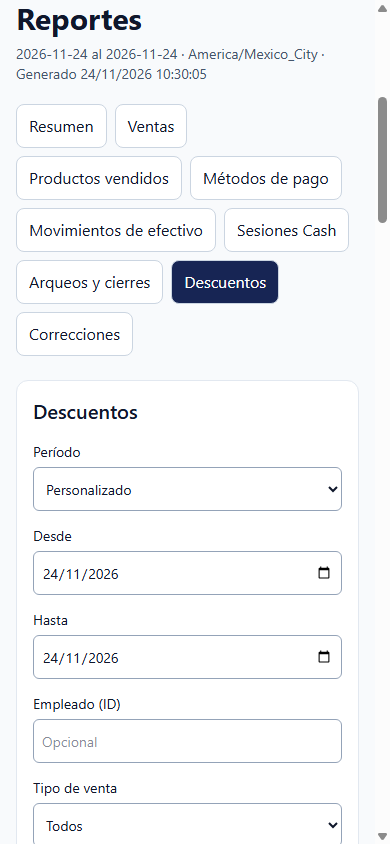 Reportes
2026-11-24 al 2026-11-24 · America/Mexico_City ·
Generado 24/11/2026 10:30:05
Resumen
Ventas
Productos vendidos
Métodos de pago
Movimientos de efectivo
Sesiones Cash
Arqueos y cierres
Descuentos
Correcciones
Descuentos
Período
Personalizado
Desde
24/11/2026
Hasta
24/11/2026
Empleado (ID)
Opcional
Tipo de venta
Todos